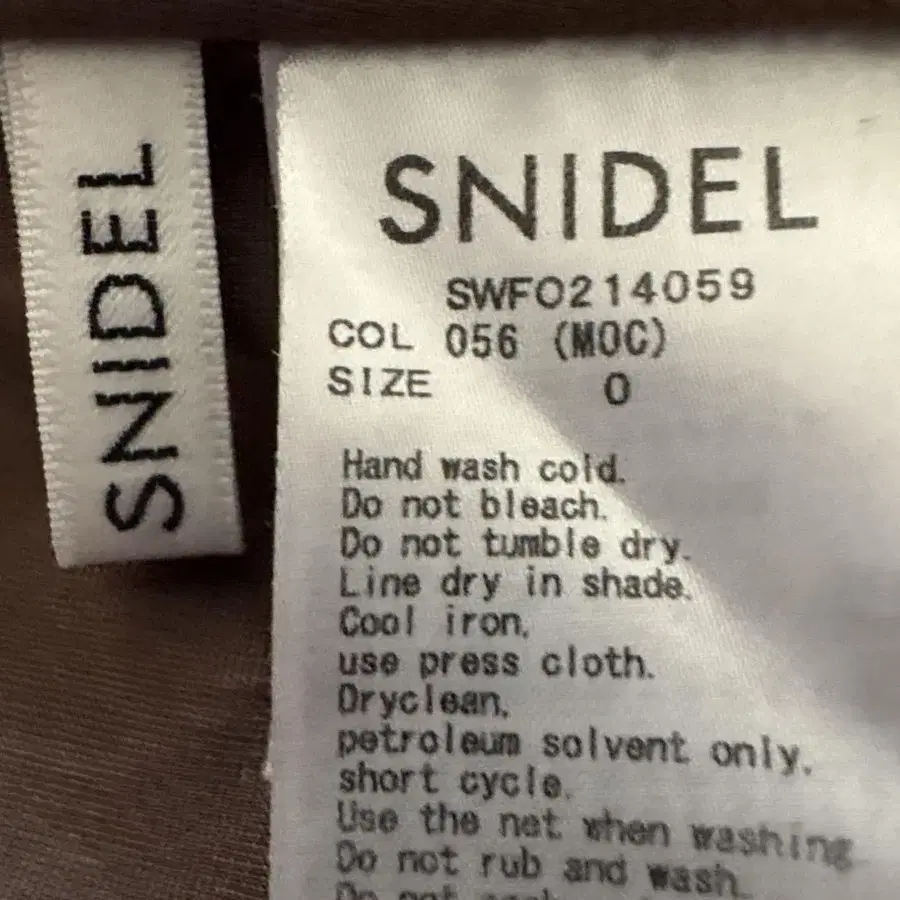 SNIDEL
SNIDEL
SWFO214059
COL 056 (MOC)
SIZE 0
Hand wash cold.
Do not bleach.
Do not tumble dry.
Line dry in shade.
Cool iron,
use press cloth.
Dryclean,
petroleum solvent only,
short cycle.
Use the net when washing
Do not rub and wash.
Do not